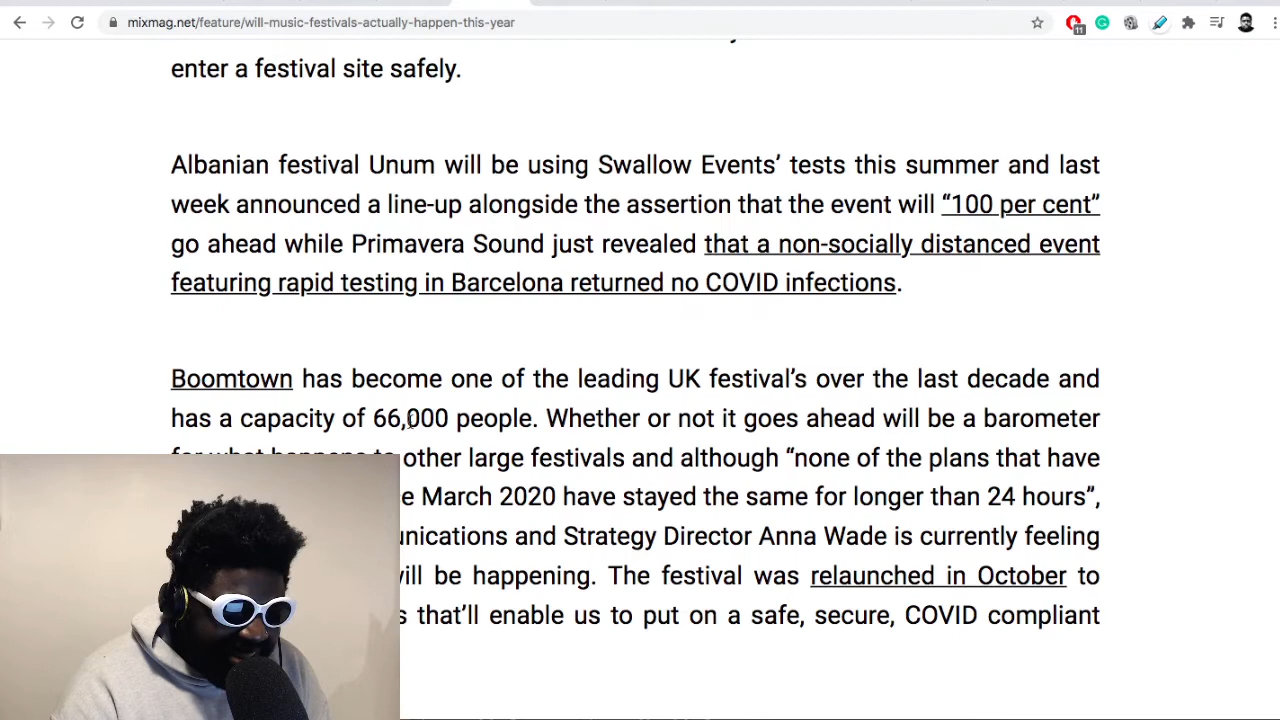 mixmag.net/feature/will-music-festivals-actually-happen-this-year
11
enter a festival site safely.
Albanian festival Unum will be using Swallow Events’ tests this summer and last
week announced a line-up alongside the assertion that the event will “100 per cent”
go ahead while Primavera Sound just revealed that a non-socially distanced event
featuring rapid testing in Barcelona returned no COVID infections.
Boomtown has become one of the leading UK festival’s over the last decade and
has a capacity of 66,000 people. Whether or not it goes ahead will be a barometer
for what happens to other large festivals and although “none of the plans that have
e March 2020 have stayed the same for longer than 24 hours”,
unications and Strategy Director Anna Wade is currently feeling
will be happening. The festival was relaunched in October to
s that’ll enable us to put on a safe, secure, COVID compliant